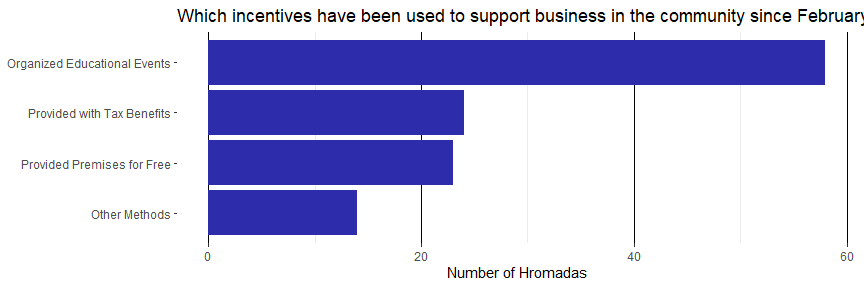 Which incentives have been used to support business in the community since February
Organized Educational Events
Provided with Tax Benefits
Provided Premises for Free
Other Methods
0 20 40 60
Number of Hromadas